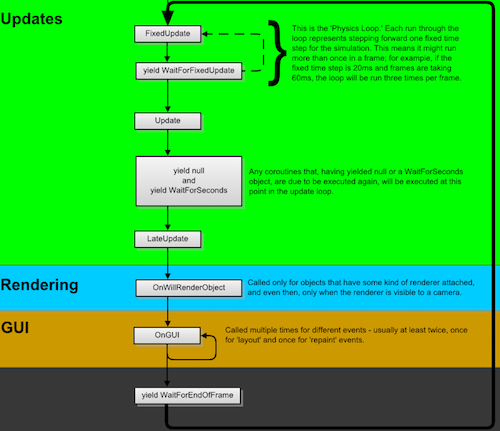 Updates
FixedUpdate
This is the 'Physics Loop.' Each run through the
loop represents stepping forward one fixed time
step for the simulation. This means it might run
more than once in a frame; for example, if the
fixed time step is 20ms and frames are taking
60ms, the loop will be run three times per frame.
yield WaitForFixedUpdate
Update
yield null
and
yield WaitForSeconds
Any coroutines that, having yielded null or a WaitForSeconds
object, are due to be executed again, will be executed at this
point in the update loop.
LateUpdate
Rendering
OnWillRenderObject
Called only for objects that have some kind of renderer attached,
and even then, only when the renderer is visible to a camera.
GUI
OnGUI
Called multiple times for different events - usually at least twice, once
for 'layout' and once for 'repaint' events.
yield WaitForEndOfFrame